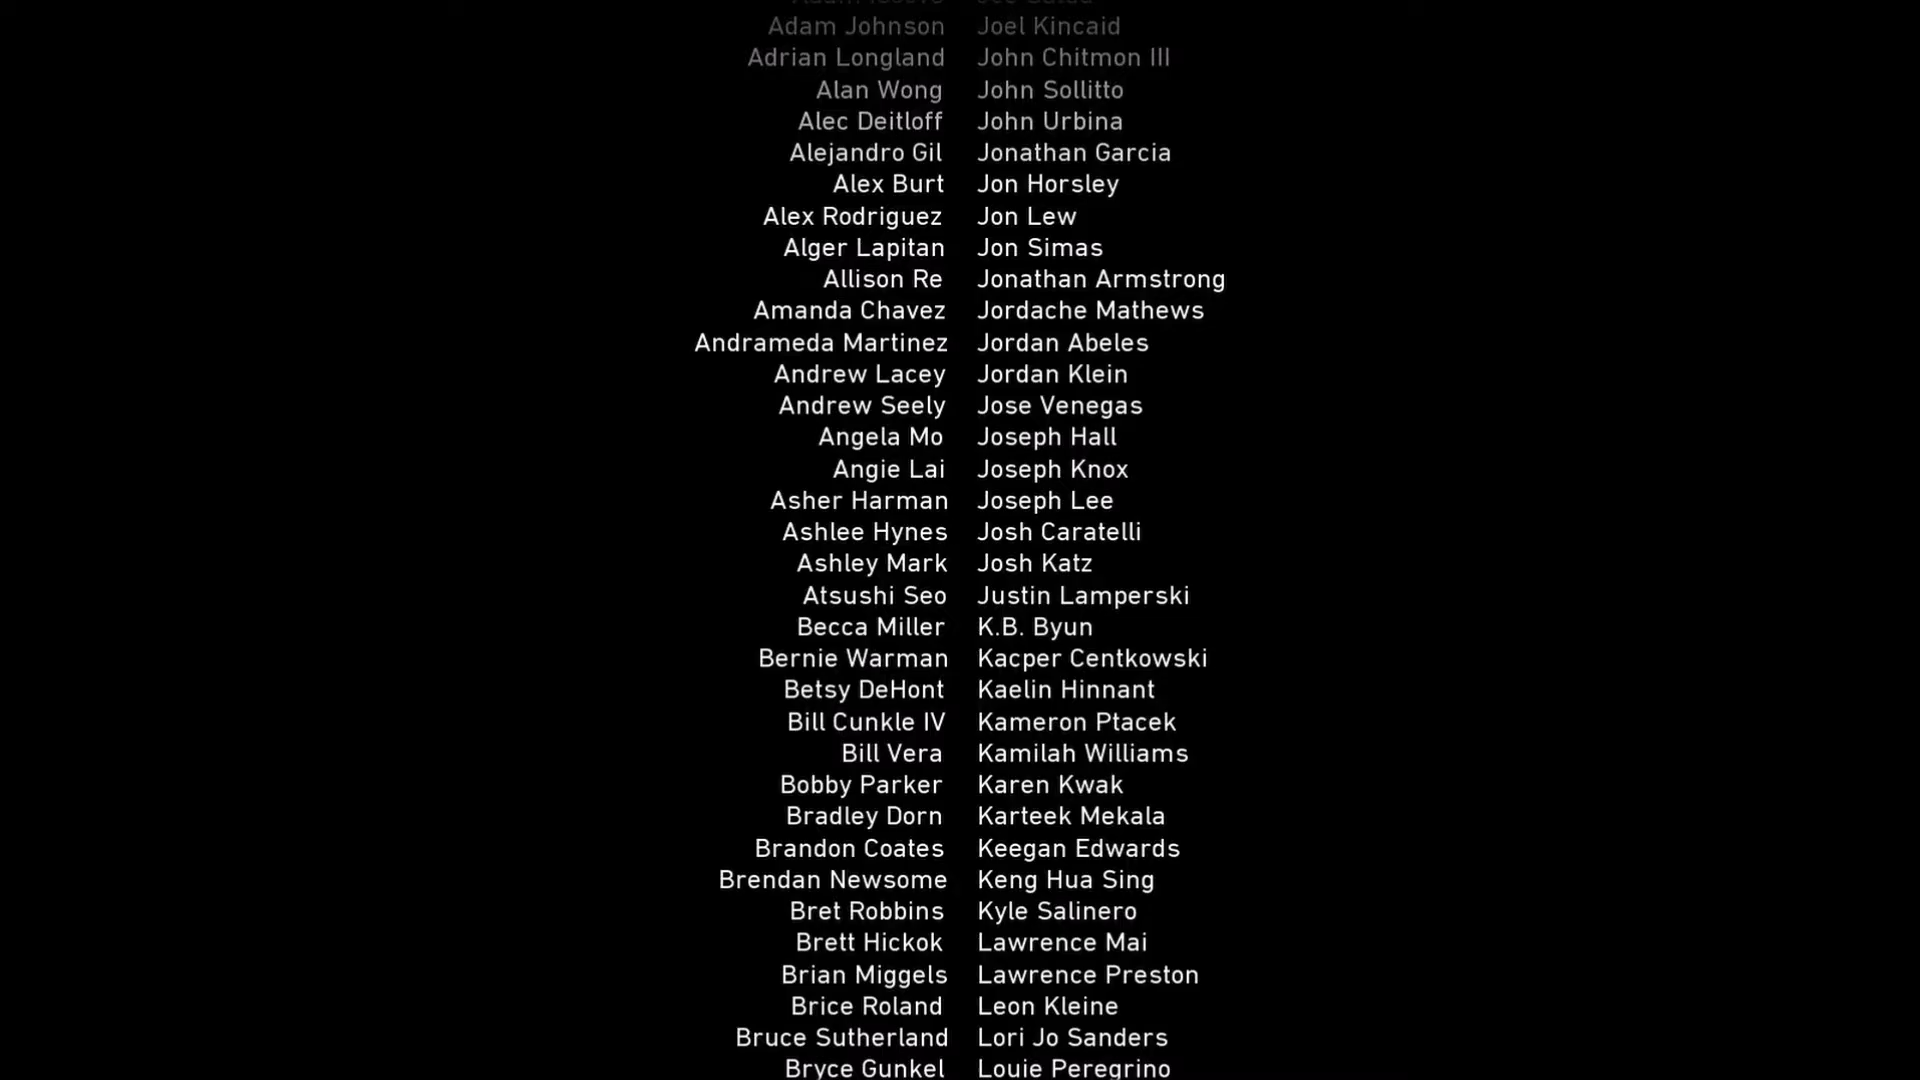 Adam Johnson Joel Kincaid
Adrian Longland John Chitmon III
Alan Wong John Sollitto
Alec Deitloff John Urbina
Alejandro Gil Jonathan Garcia
Alex Burt Jon Horsley
Alex Rodriguez Jon Lew
Alger Lapitan Jon Simas
Allison Re Jonathan Armstrong
Amanda Chavez Jordache Mathews
Andrameda Martinez Jordan Abeles
Andrew Lacey Jordan Klein
Andrew Seely Jose Venegas
Angela Mo Joseph Hall
Angie Lai Joseph Knox
Asher Harman Joseph Lee
Ashlee Hynes Josh Caratelli
Ashley Mark Josh Katz
Atsushi Seo Justin Lamperski
Becca Miller K.B. Byun
Bernie Warman Kacper Centkowski
Betsy DeHont Kaelin Hinnant
Bill Cunkle IV Kameron Ptacek
Bill Vera Kamilah Williams
Bobby Parker Karen Kwak
Bradley Dorn Karteek Mekala
Brandon Coates Keegan Edwards
Brendan Newsome Keng Hua Sing
Bret Robbins Kyle Salinero
Brett Hickok Lawrence Mai
Brian Miggels Lawrence Preston
Brice Roland Leon Kleine
Bruce Sutherland Lori Jo Sanders
Bryce Gunkel Louie Peregrino